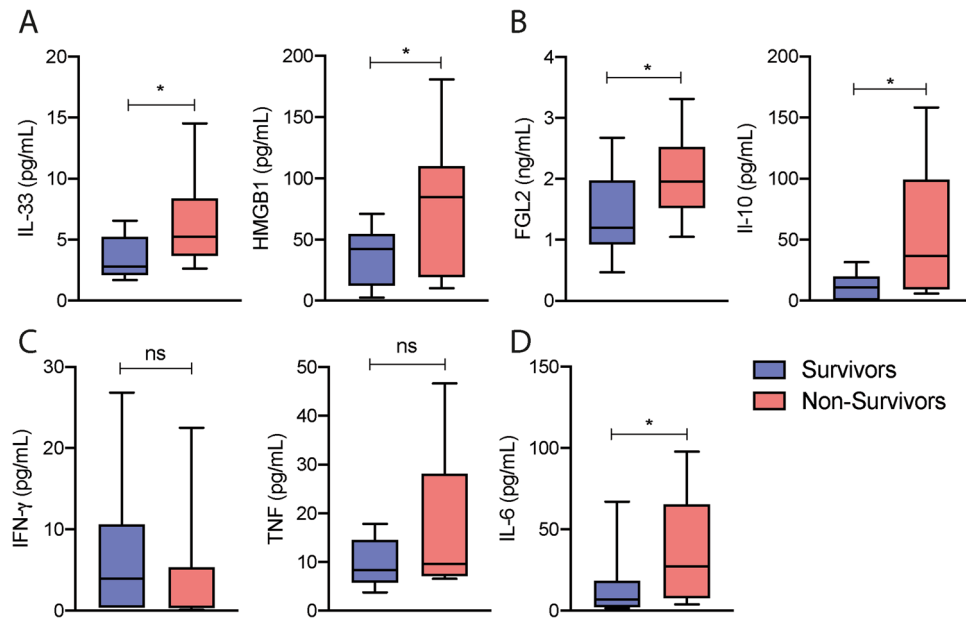 A
IL-33 (pg/mL)
20
15
10
5
0
*
HMGB1 (pg/mL)
200
150
100
50
0
*
B
FGL2 (ng/mL)
4
3
2
1
0
*
Il-10 (pg/mL)
200
150
100
50
0
*
C
IFN-γ (pg/mL)
30
20
10
0
ns
TNF (pg/mL)
50
40
30
20
10
0
ns
D
IL-6 (pg/mL)
150
100
50
0
*
Survivors
Non-Survivors